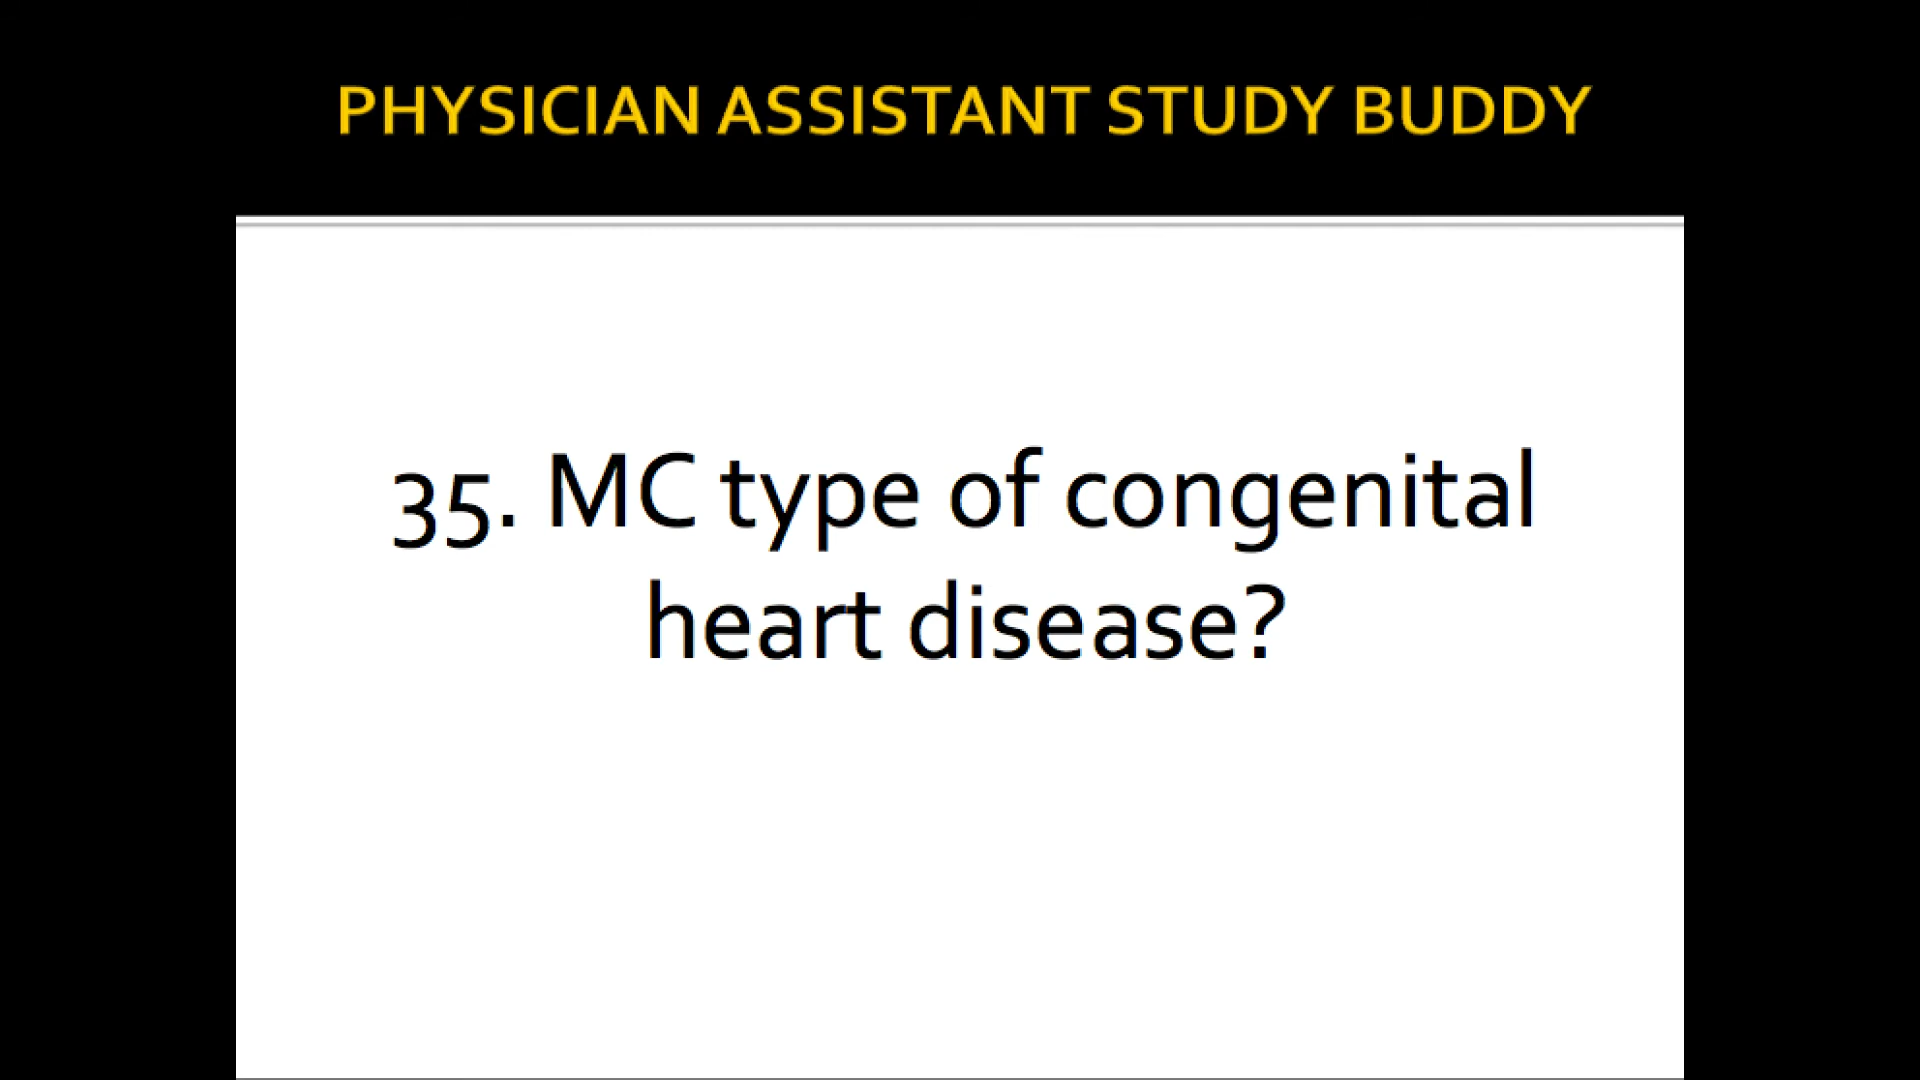 PHYSICIAN ASSISTANT STUDY BUDDY
35. MC type of congenital
heart disease?